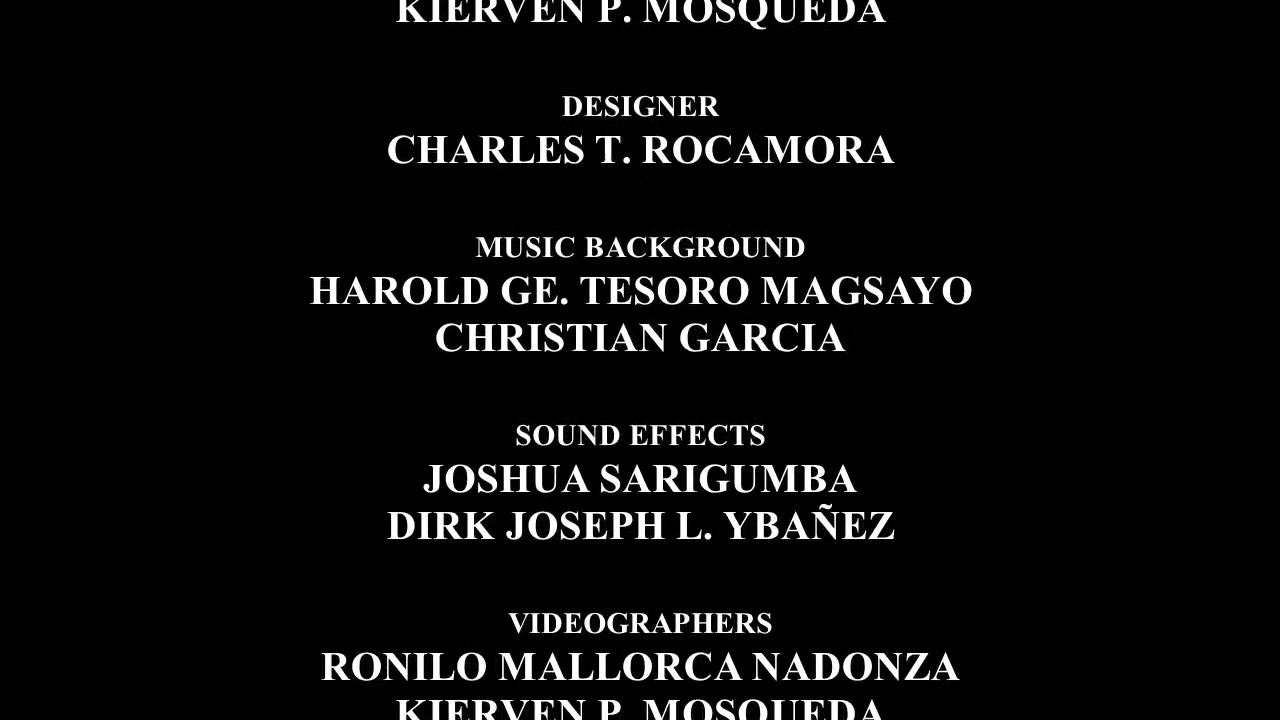 KIERVEN P. MOSQUEDA
DESIGNER
CHARLES T. ROCAMORA
MUSIC BACKGROUND
HAROLD GE. TESORO MAGSAYO
CHRISTIAN GARCIA
SOUND EFFECTS
JOSHUA SARIGUMBA
DIRK JOSEPH L. YBAÑEZ
VIDEOGRAPHERS
RONILO MALLORCA NADONZA
KIERVEN P. MOSQUEDA